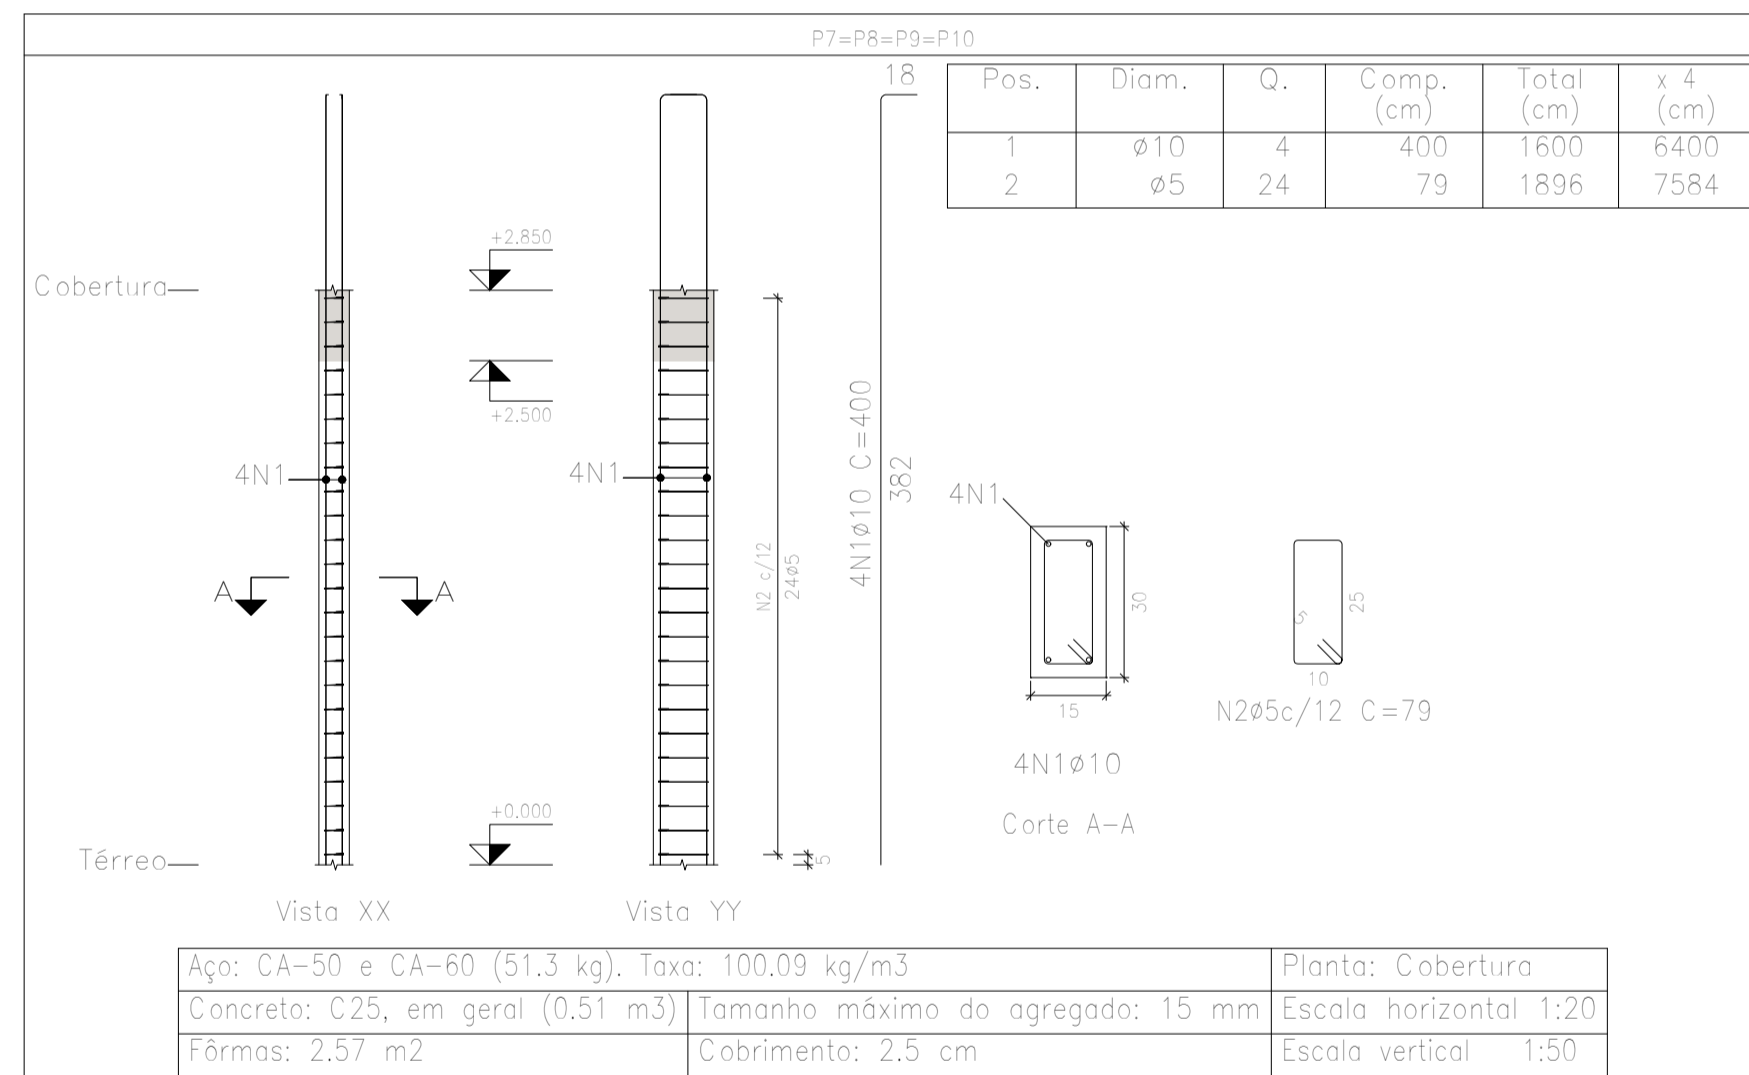 P7=P8=P9=P10
Pos. Diam. Q. Comp. (cm) Total (cm) x 4 (cm)
1 ø10 4 400 1600 6400
2 ø5 24 79 1896 7584
18
4N1ø10 C=400
382
Cobertura
+2.850
+2.500
4N1
4N1
N2 c/12
24ø5
A
A
+0.000
5
Térreo
Vista XX
Vista YY
4N1
30
15
4N1ø10
Corte A-A
5
25
10
N2ø5c/12 C=79
Aço: CA-50 e CA-60 (51.3 kg). Taxa: 100.09 kg/m3
Planta: Cobertura
Concreto: C25, em geral (0.51 m3)
Tamanho máximo do agregado: 15 mm
Escala horizontal 1:20
Fôrmas: 2.57 m2
Cobrimento: 2.5 cm
Escala vertical 1:50